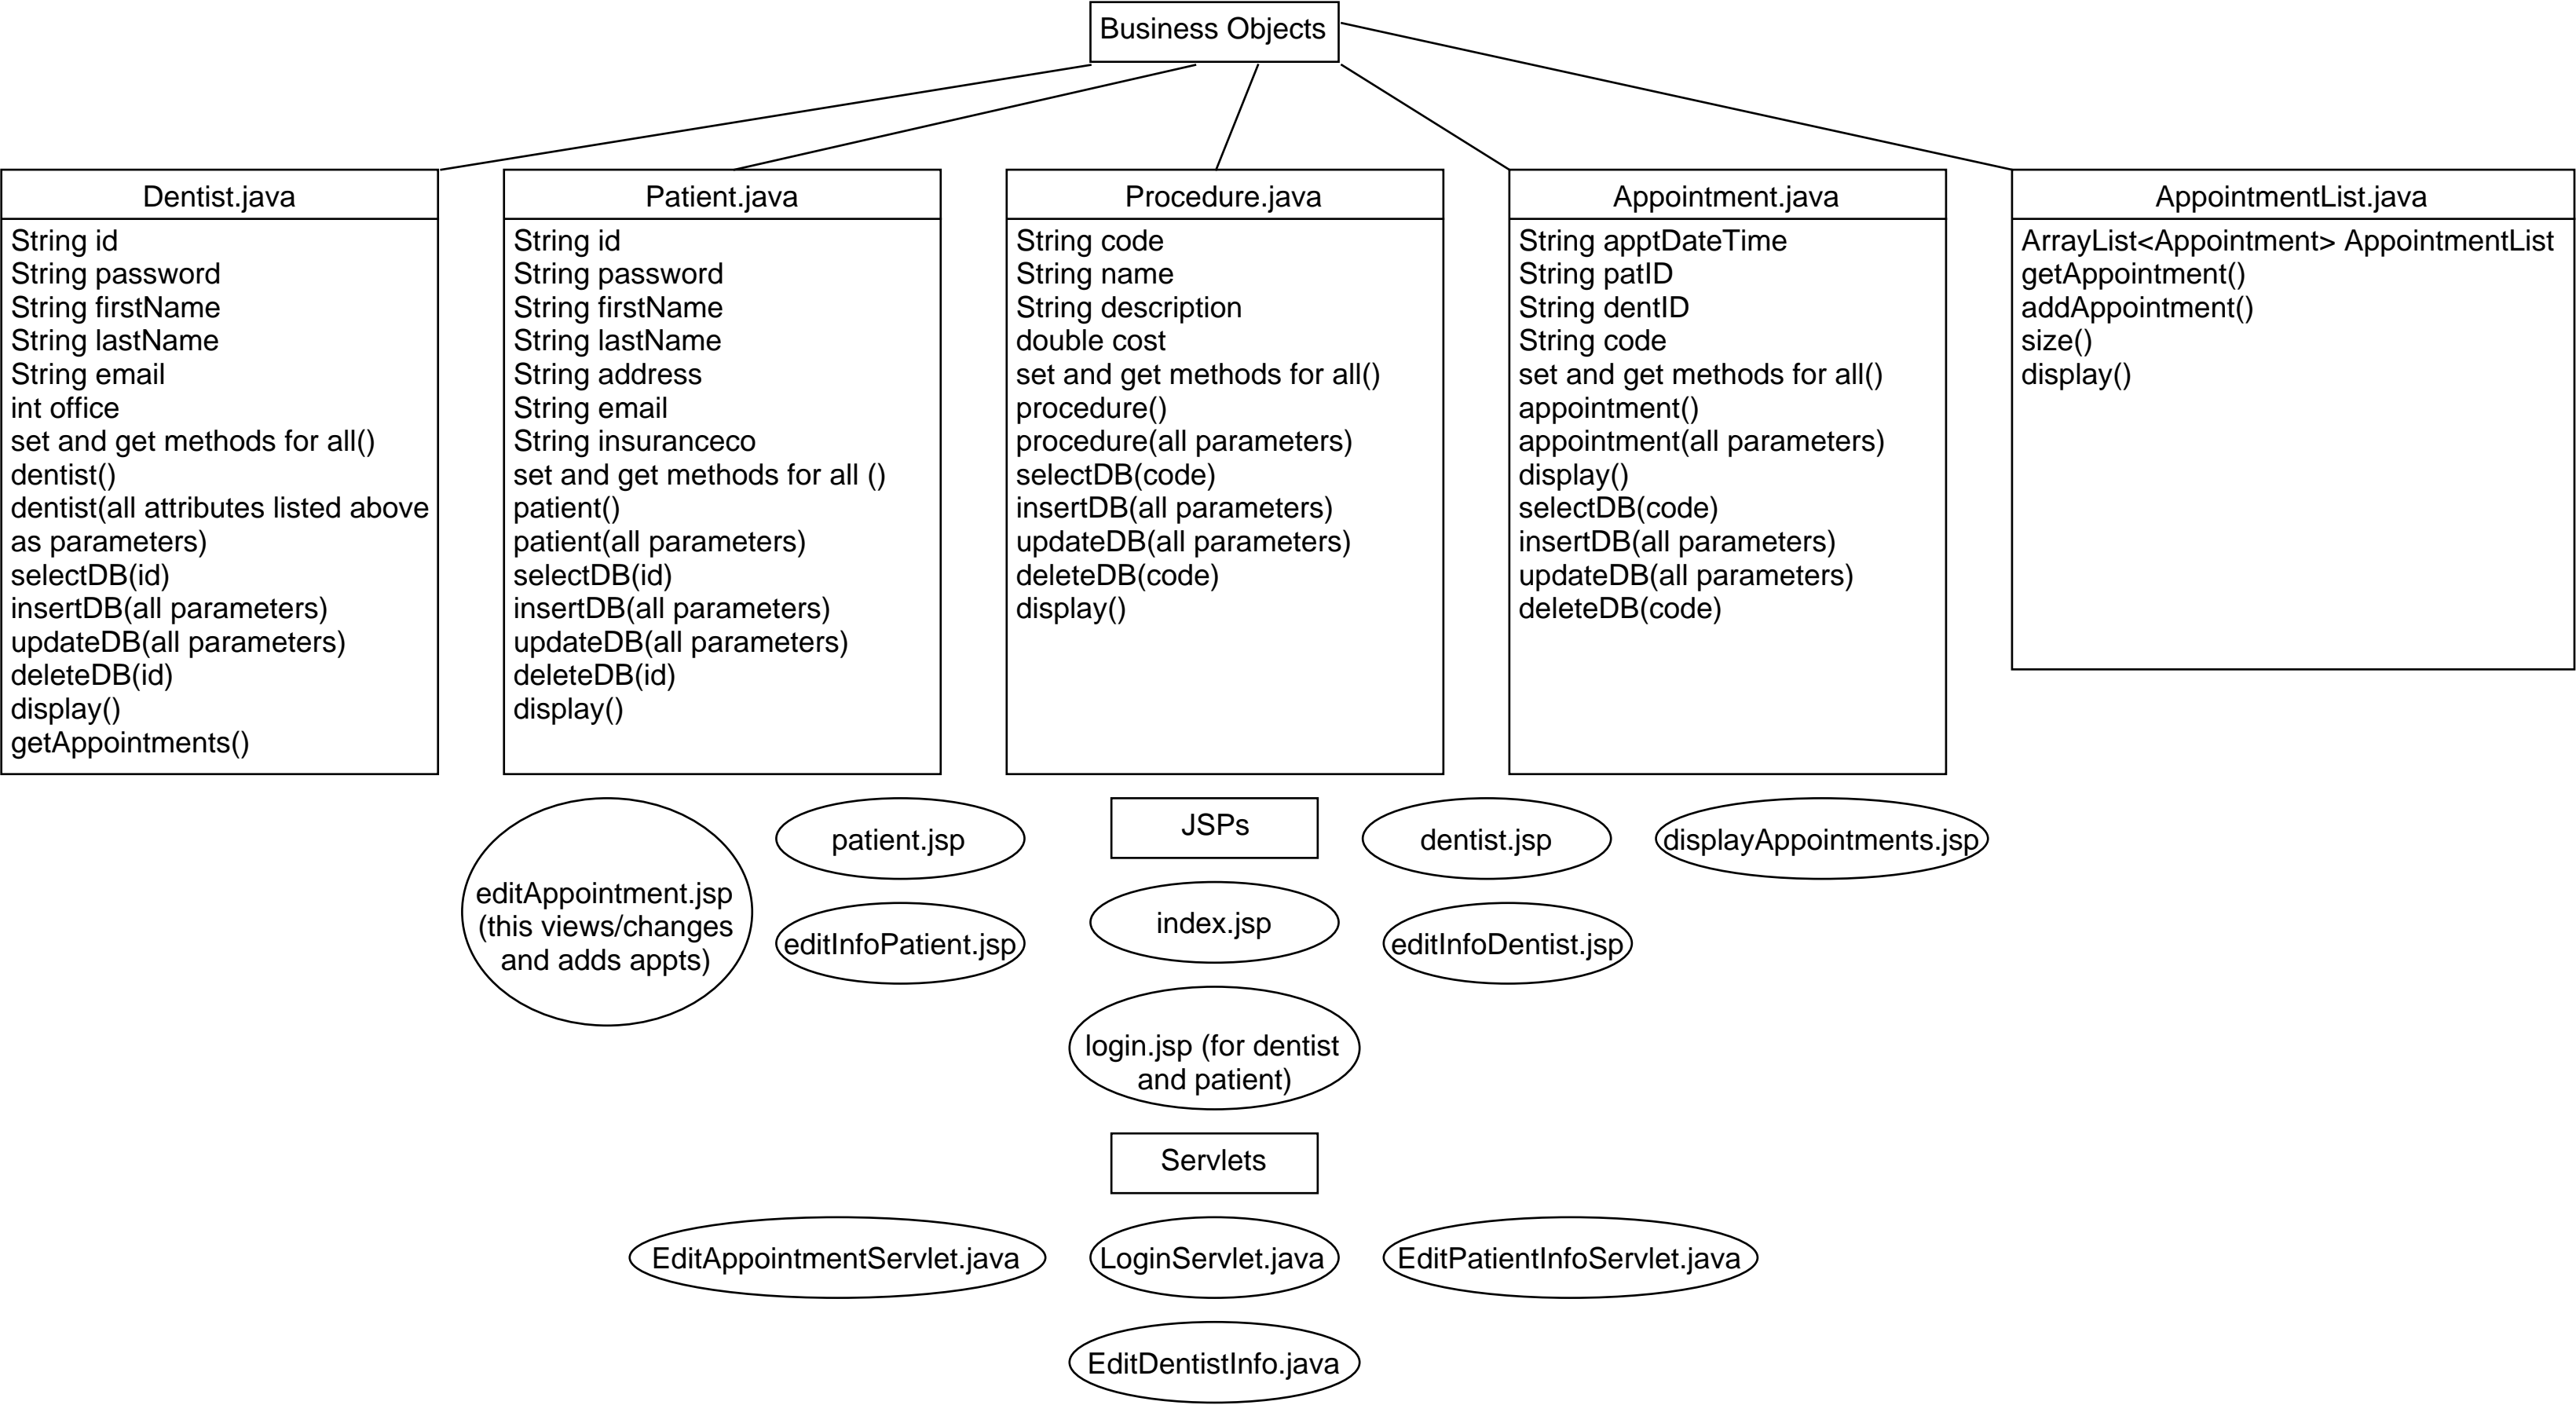 Business Objects
Dentist.java
String id
String password
String firstName
String lastName
String email
int office
set and get methods for all()
dentist()
dentist(all attributes listed above
as parameters)
selectDB(id)
insertDB(all parameters)
updateDB(all parameters)
deleteDB(id)
display()
getAppointments()
Patient.java
String id
String password
String firstName
String lastName
String address
String email
String insuranceco
set and get methods for all ()
patient()
patient(all parameters)
selectDB(id)
insertDB(all parameters)
updateDB(all parameters)
deleteDB(id)
display()
Procedure.java
String code
String name
String description
double cost
set and get methods for all()
procedure()
procedure(all parameters)
selectDB(code)
insertDB(all parameters)
updateDB(all parameters)
deleteDB(code)
display()
Appointment.java
String apptDateTime
String patID
String dentID
String code
set and get methods for all()
appointment()
appointment(all parameters)
display()
selectDB(code)
insertDB(all parameters)
updateDB(all parameters)
deleteDB(code)
AppointmentList.java
ArrayList<Appointment> AppointmentList
getAppointment()
addAppointment()
size()
display()
JSPs
editAppointment.jsp
(this views/changes
and adds appts)
patient.jsp
editInfoPatient.jsp
index.jsp
login.jsp (for dentist
and patient)
dentist.jsp
editInfoDentist.jsp
displayAppointments.jsp
Servlets
EditAppointmentServlet.java
LoginServlet.java
EditPatientInfoServlet.java
EditDentistInfo.java